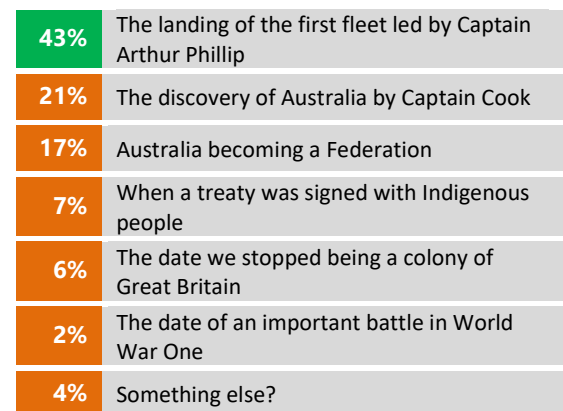 43% The landing of the first fleet led by Captain
Arthur Phillip
21% The discovery of Australia by Captain Cook
17% Australia becoming a Federation
7% When a treaty was signed with Indigenous
people
6% The date we stopped being a colony of
Great Britain
2% The date of an important battle in World
War One
4% Something else?